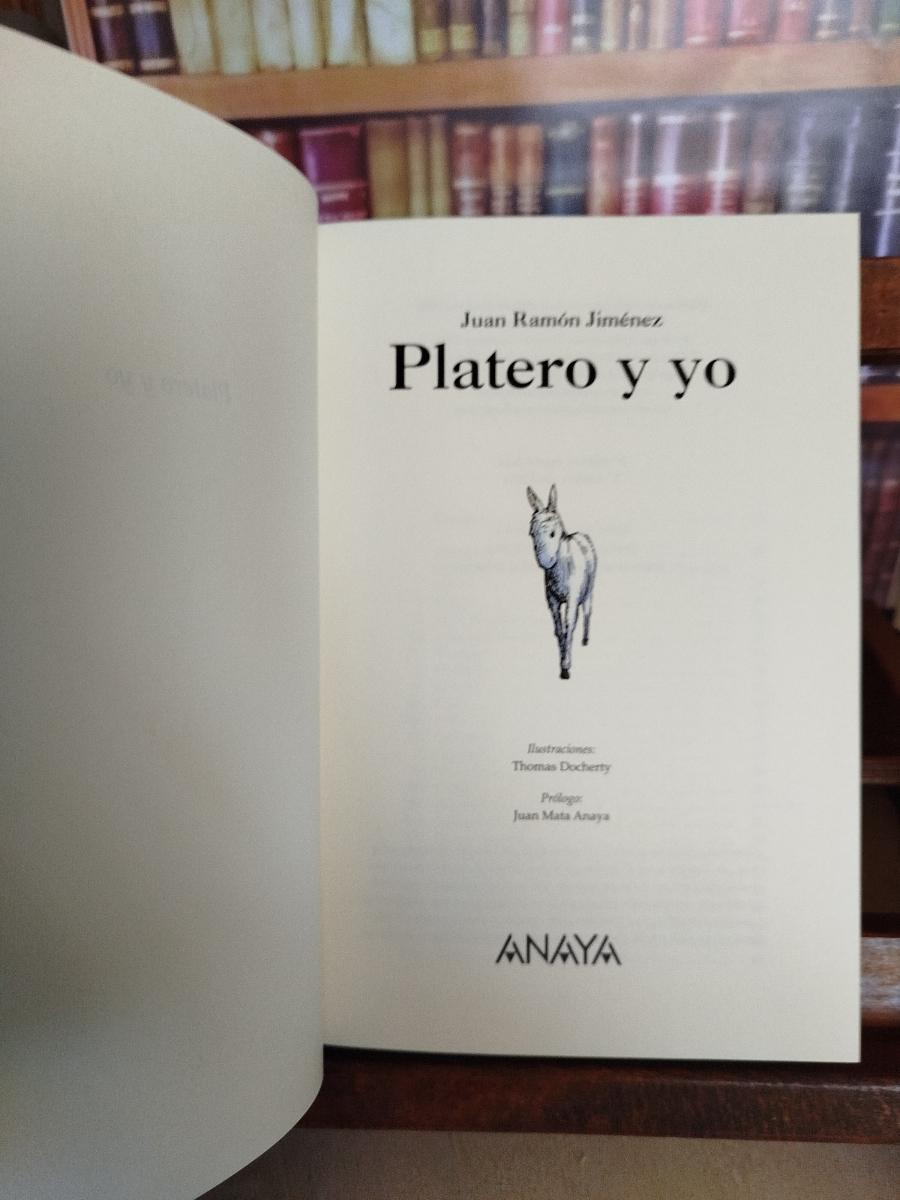 Juan Ramón Jiménez
Platero y yo
Ilustraciones:
Thomas Docherty
Prólogo:
Juan Mata Anaya
ANAYA